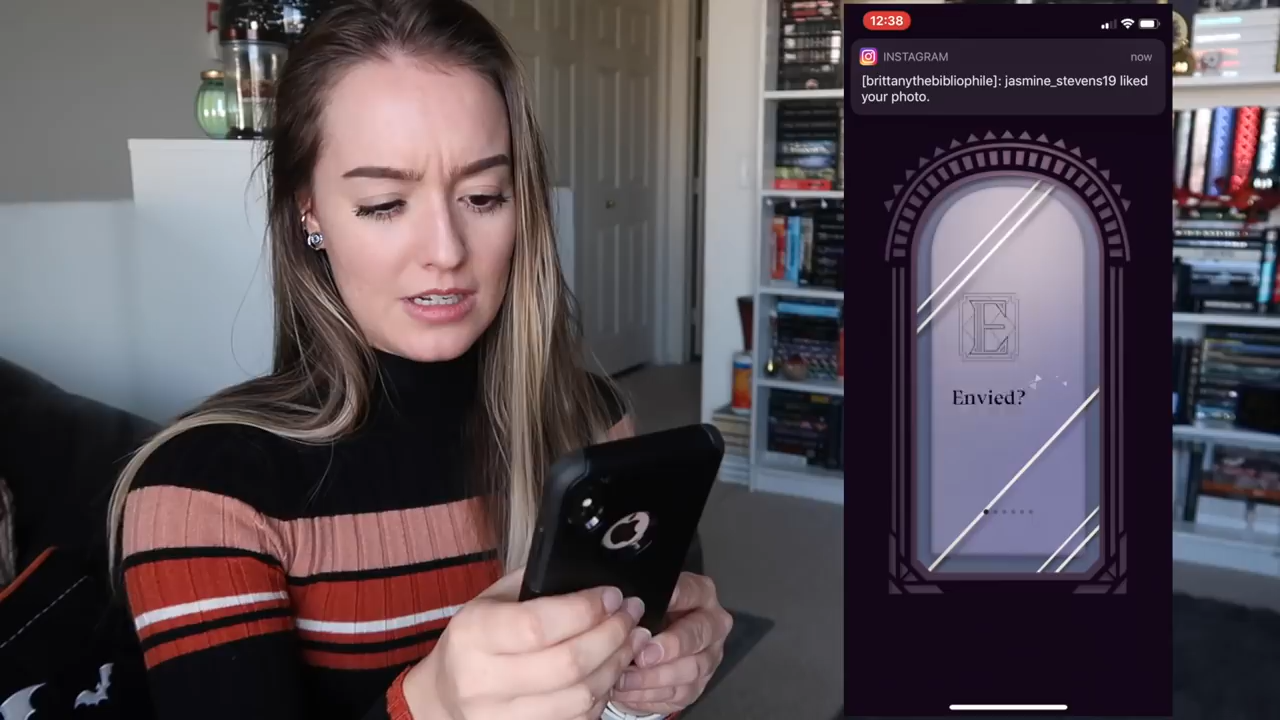 12:38
INSTAGRAM
now
[brittanythebibliophile]: jasmine_stevens19 liked
your photo.
E
Envied?